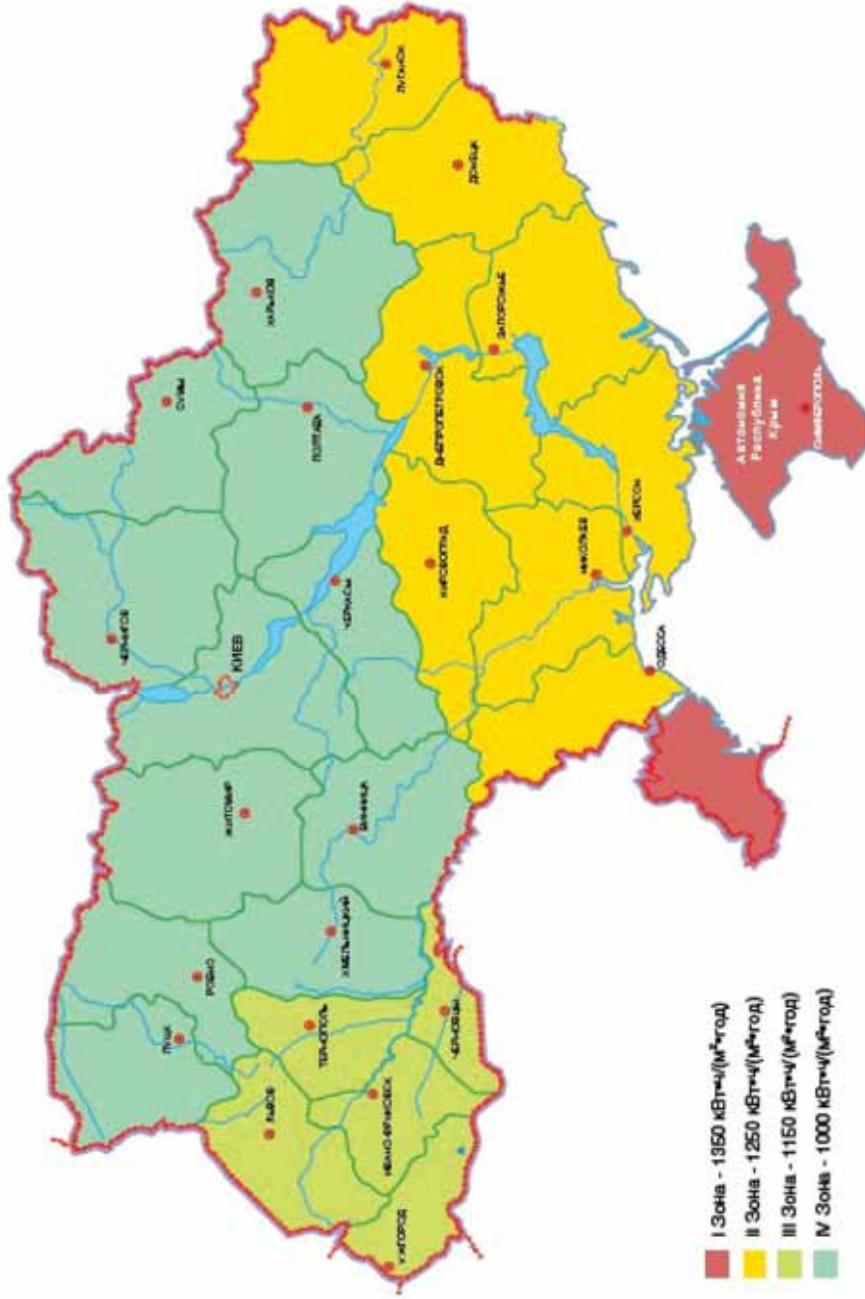 ЛУЦК
РОВНО
ЖИТОМИР
КИЕВ
ЧЕРНИГОВ
СУМЫ
ХАРЬКОВ
ПОЛТАВА
ЧЕРКАСЫ
ВИННИЦА
ХМЕЛЬНИЦКИЙ
ТЕРНОПОЛЬ
ЛЬВОВ
ИВАНО-ФРАНКОВСК
УЖГОРОД
ЧЕРНОВЦЫ
КИРОВОГРАД
ДНЕПРОПЕТРОВСК
ЗАПОРОЖЬЕ
ДОНЕЦК
ЛУГАНСК
НИКОЛАЕВ
ХЕРСОН
ОДЕССА
Автономная
Республика
Крым
СИМФЕРОПОЛЬ
I Зона - 1350 кВт•ч/(м²•год)
II Зона - 1250 кВт•ч/(м²•год)
III Зона - 1150 кВт•ч/(м²•год)
IV Зона - 1000 кВт•ч/(м²•год)